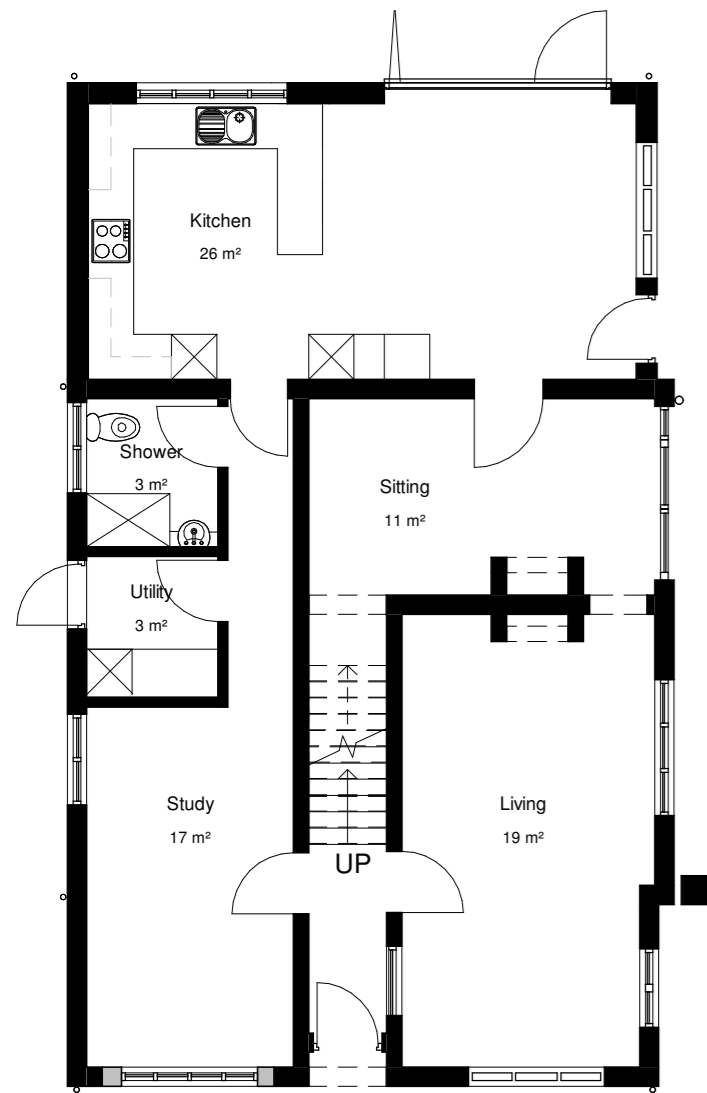 Kitchen
26 m²
Shower
3 m²
Sitting
11 m²
Utility
3 m²
Study
17 m²
Living
19 m²
UP